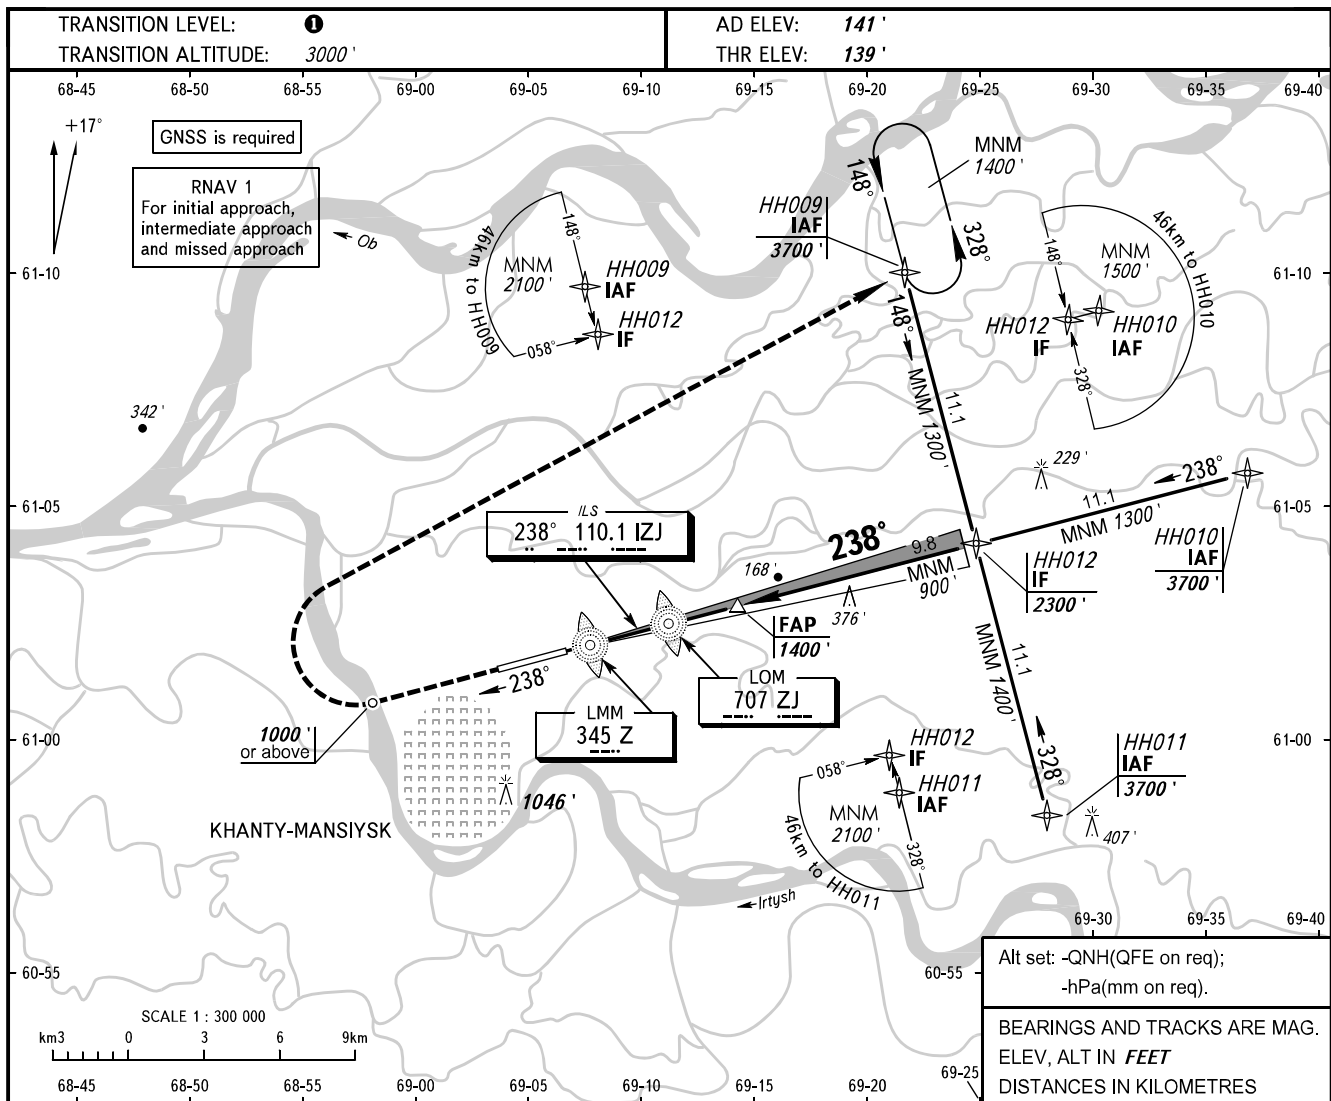 TRANSITION LEVEL: ❶
TRANSITION ALTITUDE: 3000 '
AD ELEV: 141 '
THR ELEV: 139 '
68-45 68-50 68-55 69-00 69-05 69-10 69-15 69-20 69-25 69-30 69-35 69-40
+17°
GNSS is required
RNAV 1
For initial approach,
intermediate approach
and missed approach
Ob
46km to HH009
148°
MNM
2100 '
HH009
IAF
HH012
IF
058°
MNM
1400 '
148°
328°
HH009
IAF
3700 '
46km to HH010
148°
MNM
1500 '
HH012
IF
HH010
IAF
328°
61-10
61-10
148°
MNM 1300 '
11.1
342 '
229 '
238°
11.1
MNM 1300 '
61-05
61-05
HH010
IAF
3700 '
ILS
238° 110.1 IZJ
238°
9.8
MNM
900 '
168 '
376 '
HH012
IF
2300 '
FAP
1400 '
LOM
707 ZJ
LMM
345 Z
238°
11.1
MNM 1400 '
328°
1000 '
or above
61-00
61-00
HH011
IAF
3700 '
407 '
1046 '
KHANTY-MANSIYSK
HH012
IF
058°
HH011
IAF
MNM
2100 '
328°
46km to HH011
Irtysh
69-30 69-35 69-40
60-55
60-55
Alt set: -QNH(QFE on req);
-hPa(mm on req).
BEARINGS AND TRACKS ARE MAG.
ELEV, ALT IN FEET
DISTANCES IN KILOMETRES
SCALE 1 : 300 000
km3 0 3 6 9km
68-45 68-50 68-55 69-00 69-05 69-10 69-15 69-20 69-25